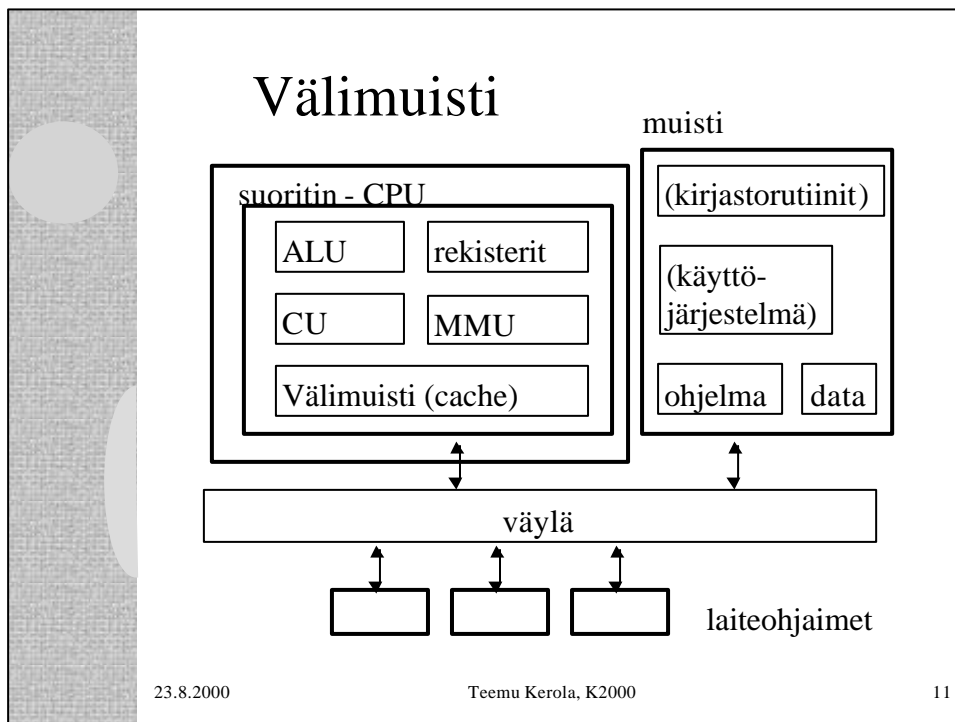 Välimuisti
muisti
suoritin - CPU
ALU
rekisterit
CU
MMU
Välimuisti (cache)
(kirjastorutiinit)
(käyttö-
järjestelmä)
ohjelma
data
väylä
laiteohjaimet
23.8.2000
Teemu Kerola, K2000
11